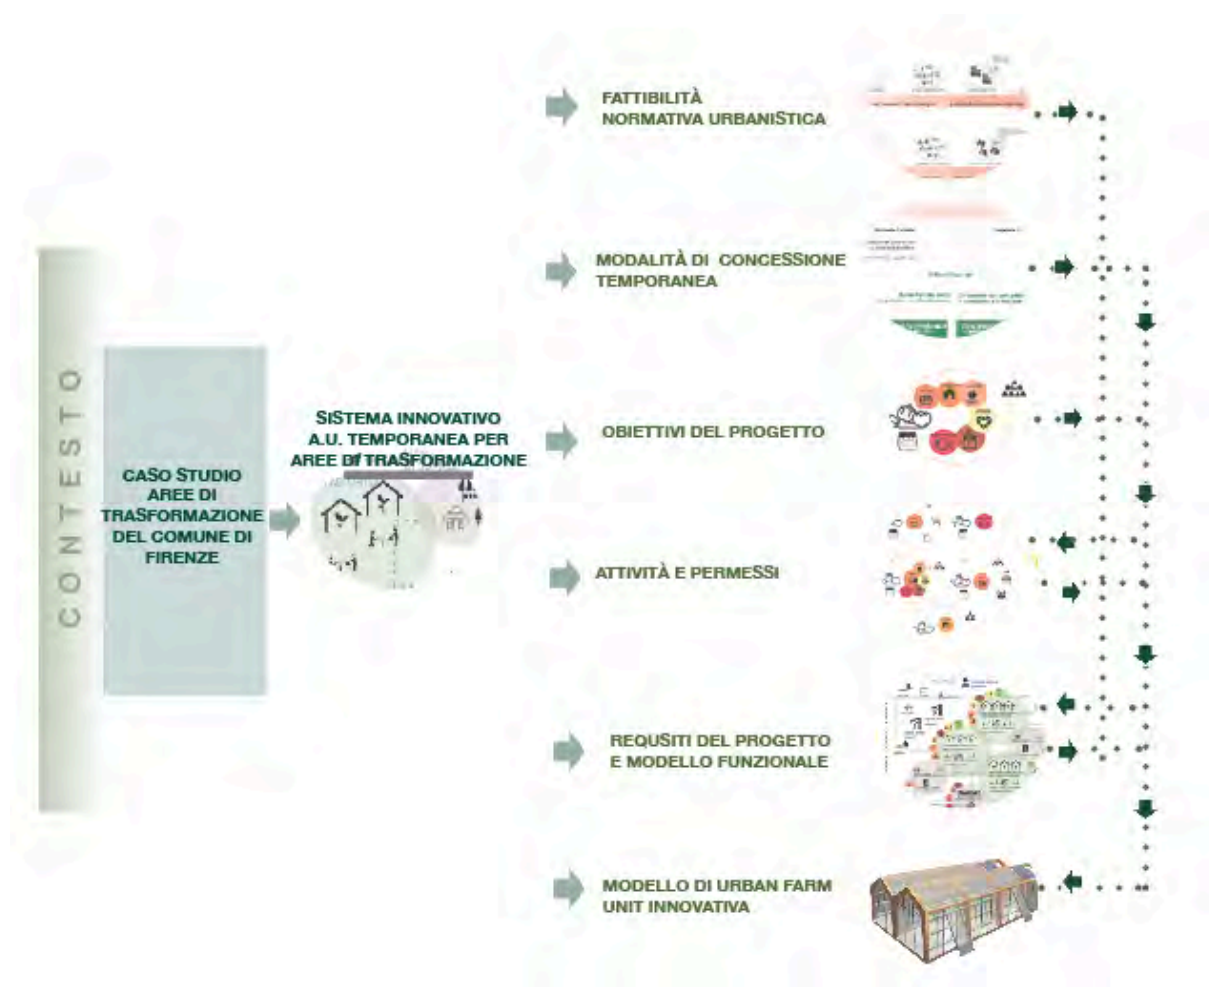 CONTESTO
CASO STUDIO
AREE DI
TRASFORMAZIONE
DEL COMUNE DI
FIRENZE
SISTEMA INNOVATIVO
A.U. TEMPORANEA PER
AREE DI TRASFORMAZIONE
FATTIBILITÀ
NORMATIVA URBANISTICA
MODALITÀ DI CONCESSIONE
TEMPORANEA
OBIETTIVI DEL PROGETTO
ATTIVITÀ E PERMESSI
REQUSITI DEL PROGETTO
E MODELLO FUNZIONALE
MODELLO DI URBAN FARM
UNIT INNOVATIVA